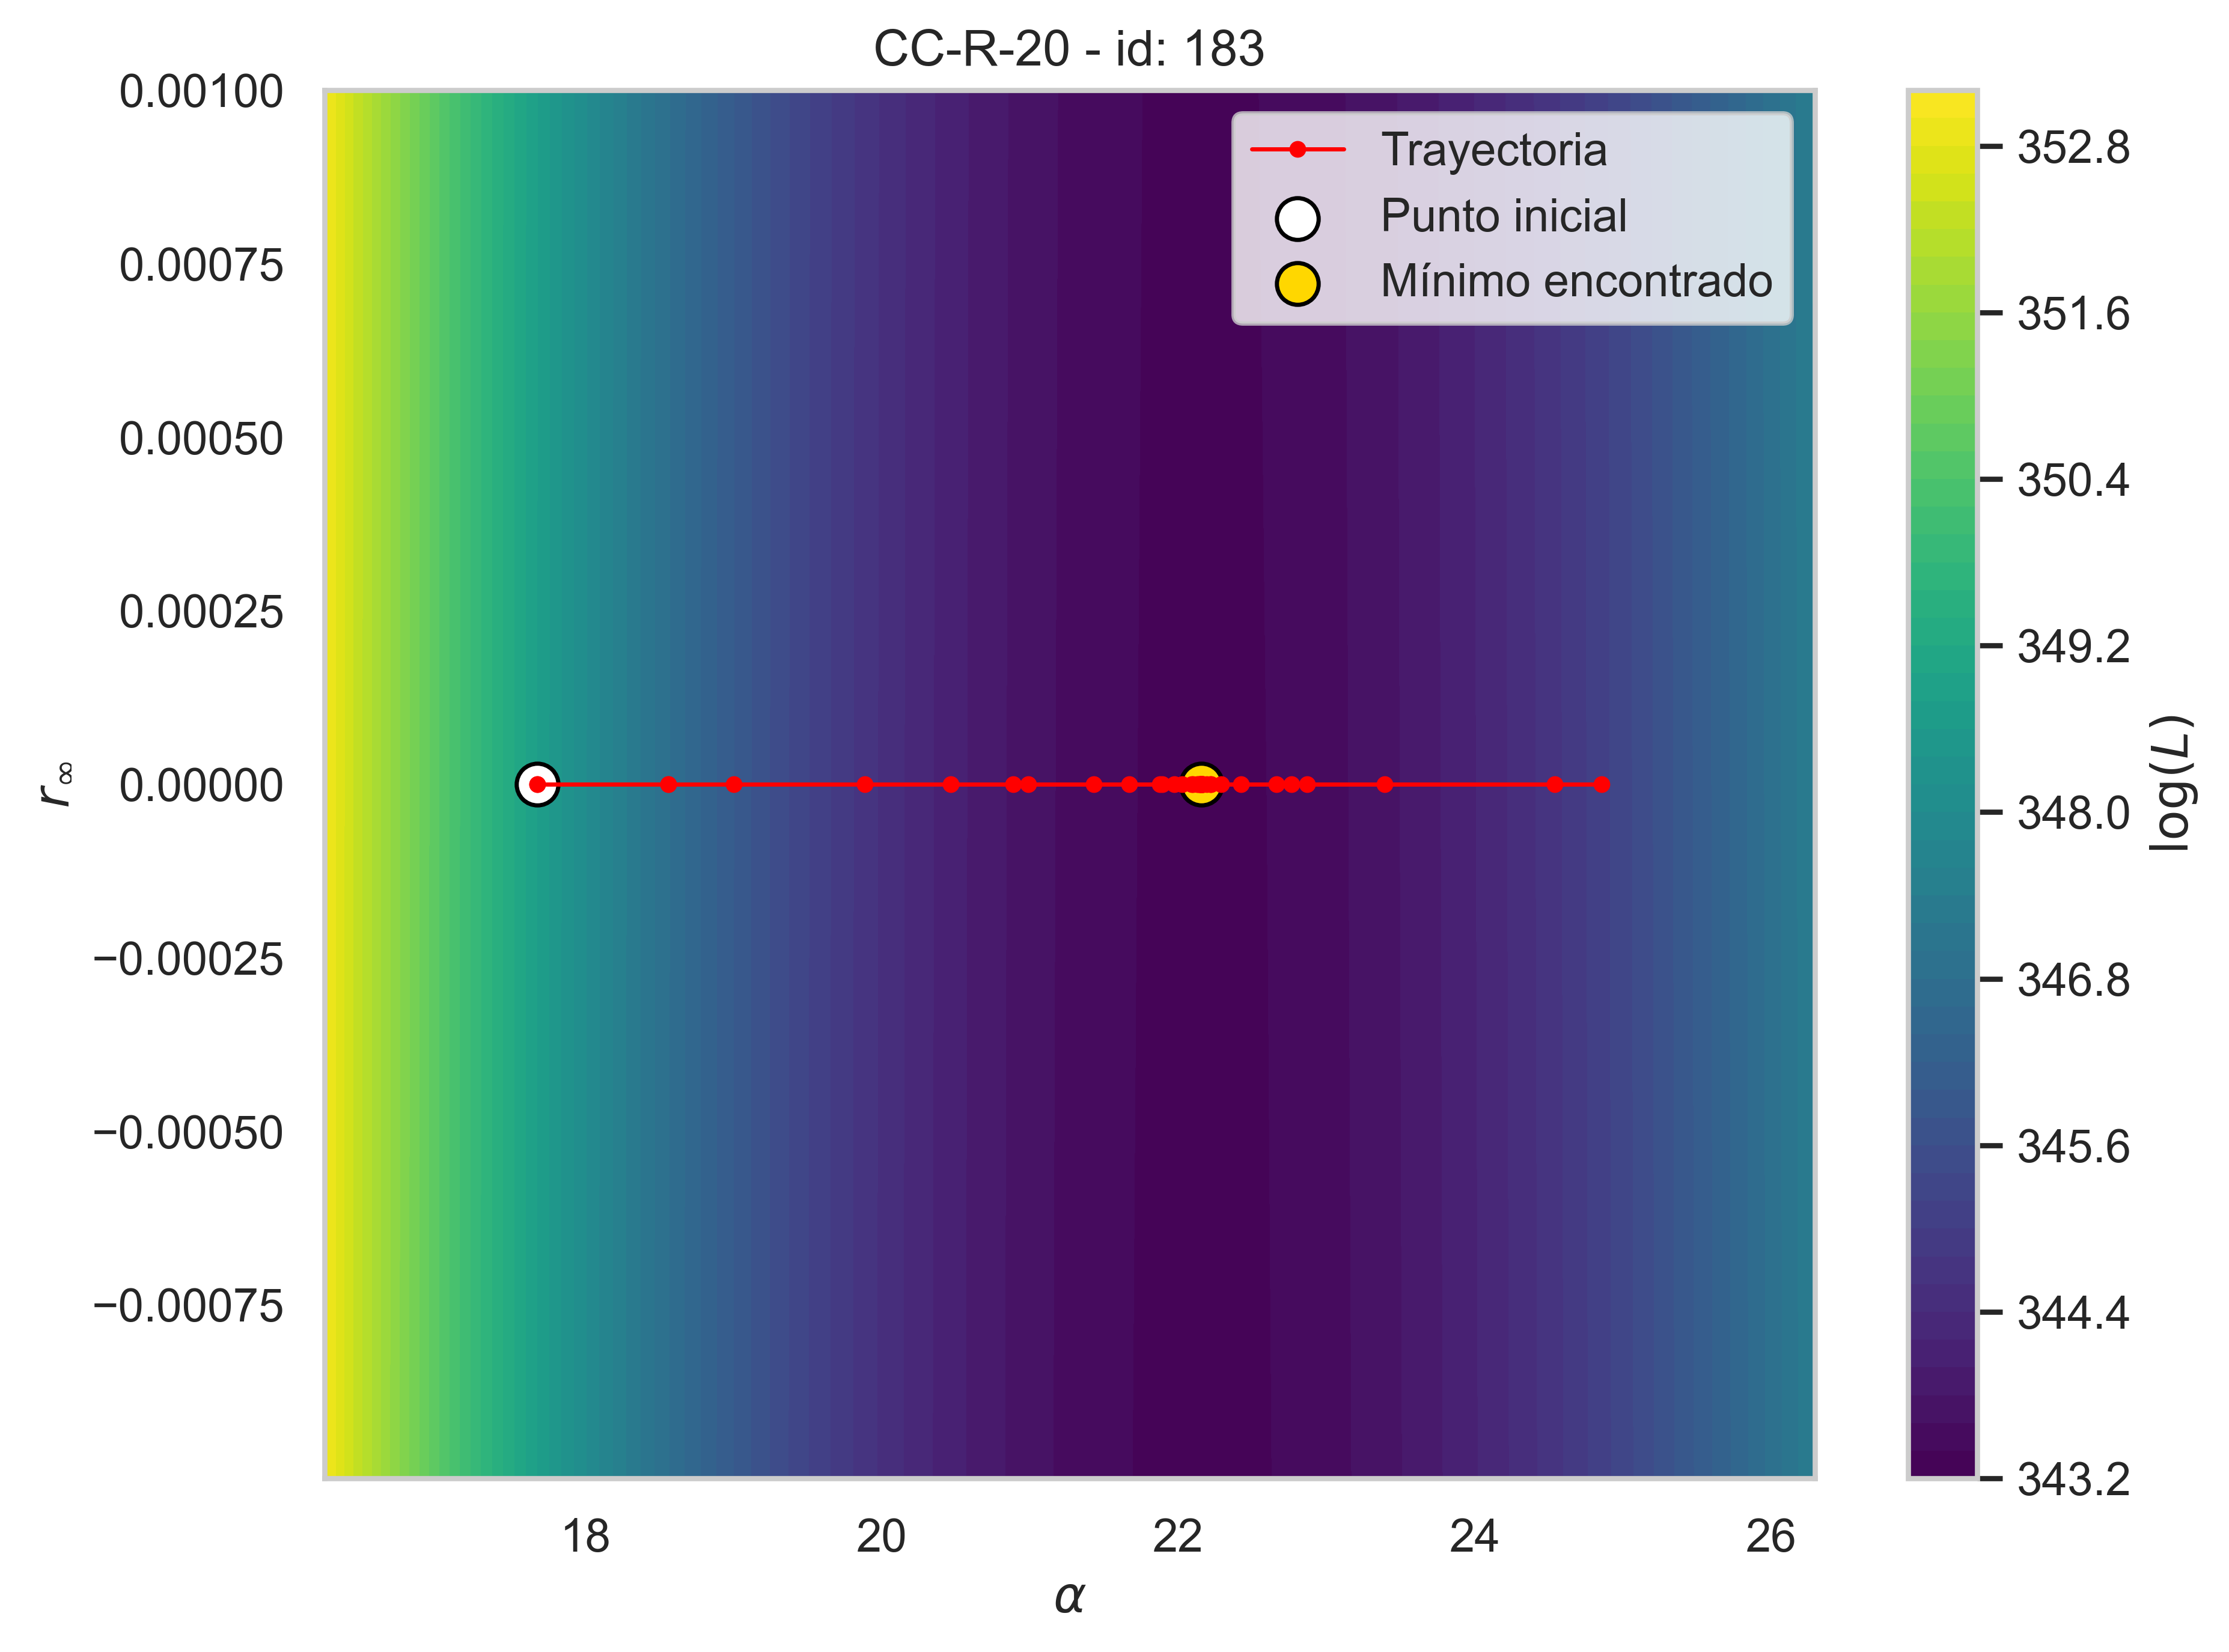 CC-R-20 - id: 183
0.00100
0.00075
0.00050
0.00025
0.00000
−0.00025
−0.00050
−0.00075
r∞
Trayectoria
Punto inicial
Mínimo encontrado
18 20 22 24 26
α
352.8
351.6
350.4
349.2
348.0
346.8
345.6
344.4
343.2
log(L)